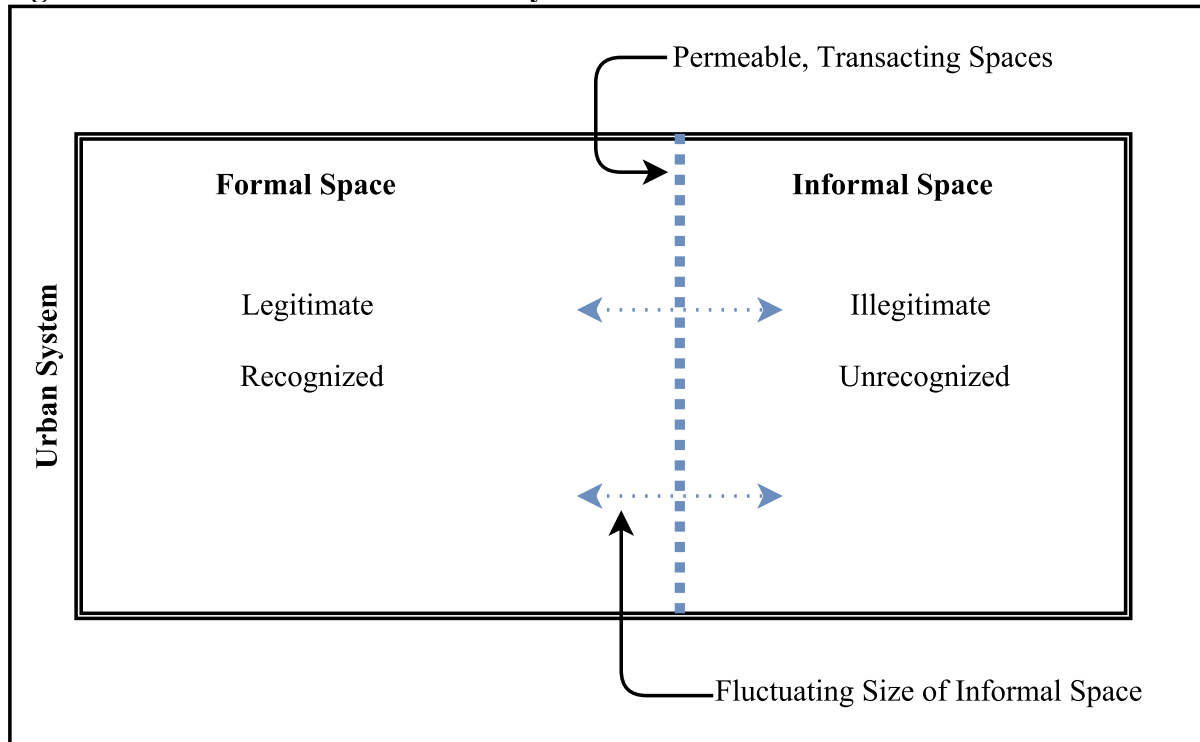 Permeable, Transacting Spaces
Formal Space
Informal Space
Legitimate
Illegitimate
Recognized
Unrecognized
Urban System
Fluctuating Size of Informal Space